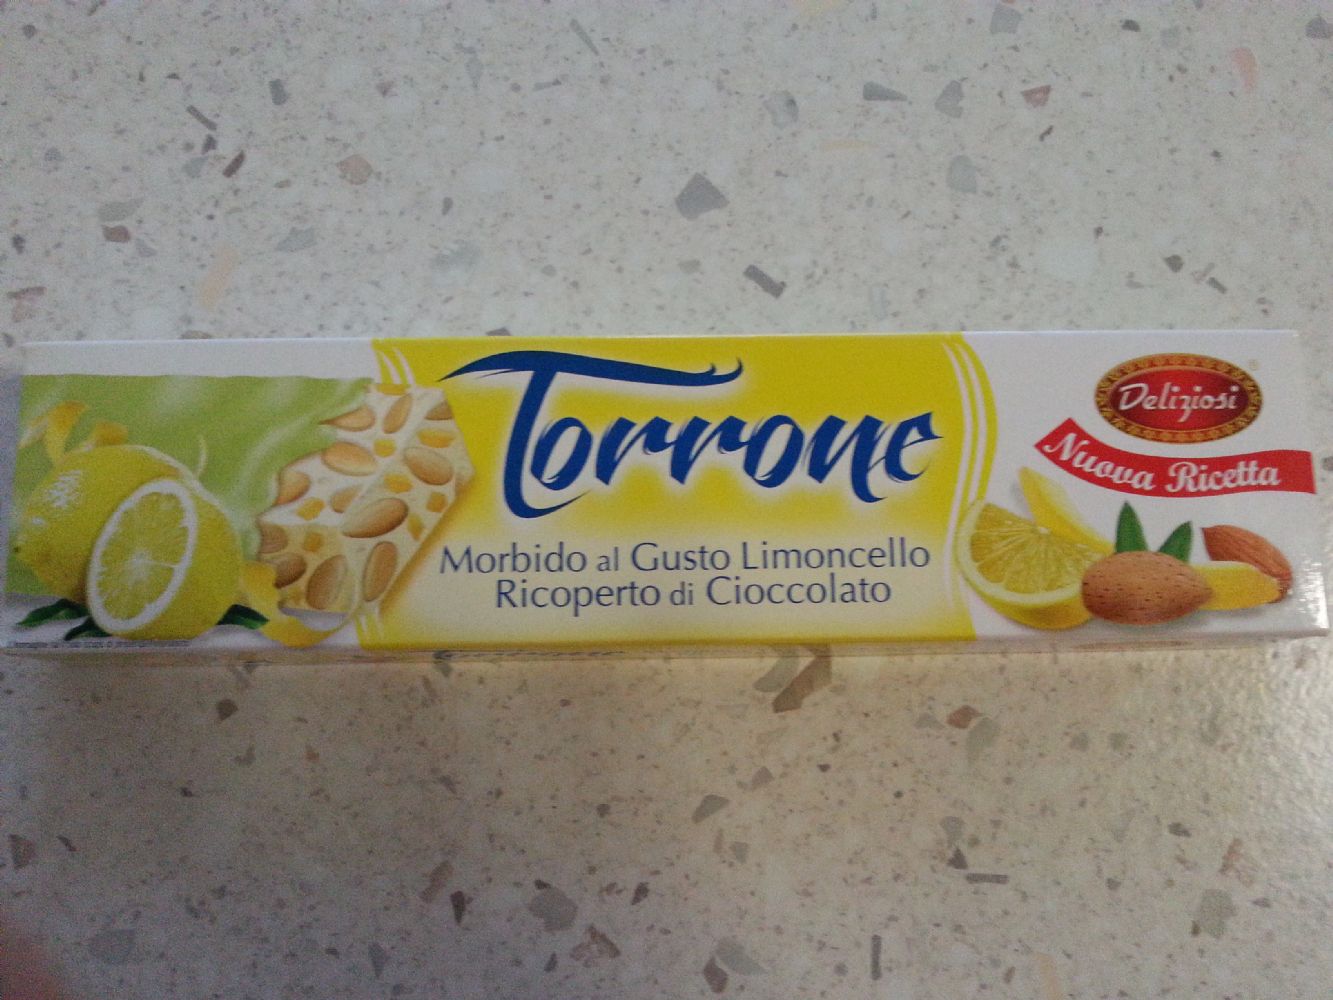 Torrone
Morbido al Gusto Limoncello
Ricoperto di Cioccolato
Deliziosi
Nuova Ricetta